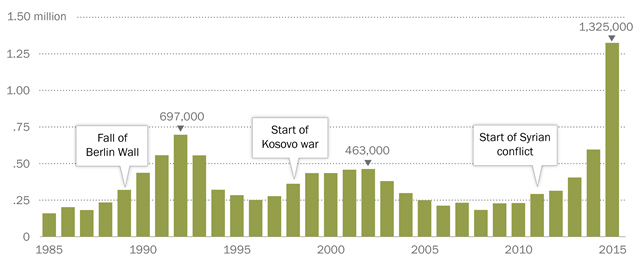 1.50 million
1,325,000
1.25
1.00
697,000
.75
Fall of
Berlin Wall
Start of
Kosovo war
463,000
Start of Syrian
conflict
.50
.25
0
1985
1990
1995
2000
2005
2010
2015